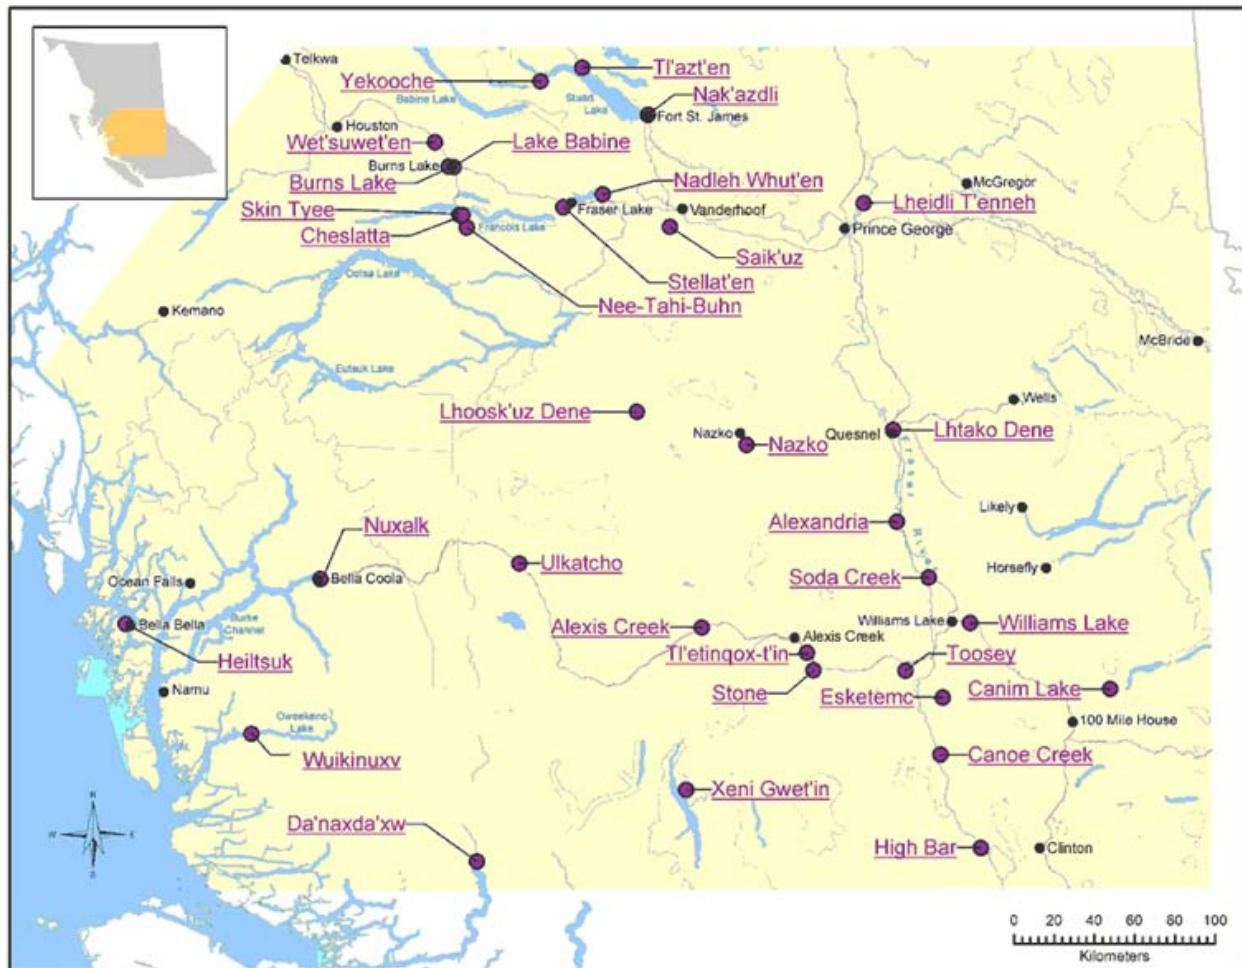 Telkwa
Tl'azt'en
Yekooche
Babine Lake
Stuart
Lake
Nak'azdli
Fort St. James
Houston
Wet'suwet'en
Lake Babine
Burns Lake
Burns Lake
Nadleh Whut'en
McGregor
Lheidli T'enneh
Skin Tyee
Fraser Lake
Vanderhoof
Cheslatta
Francois Lake
Prince George
Saik'uz
Stellat'en
Ootsa Lake
Nee-Tahi-Buhn
Kemano
McBride
Eutsuk Lake
Wells
Lhoosk'uz Dene
Nazko
Nazko
Quesnel
Lhtako Dene
Fraser River
Likely
Alexandria
Nuxalk
Ulkatcho
Horsefly
Ocean Falls
Bella Coola
Soda Creek
Burke
Channel
Bella Bella
Williams Lake
Williams Lake
Alexis Creek
Alexis Creek
Tl'etinqox-t'in
Toosey
Heiltsuk
Stone
Esketemc
Canim Lake
Namu
Oweekeno
Lake
100 Mile House
Wuikinuxv
Canoe Creek
Xeni Gwet'in
Da'naxda'xw
High Bar
Clinton
N
W
E
S
0 20 40 60 80 100
Kilometers